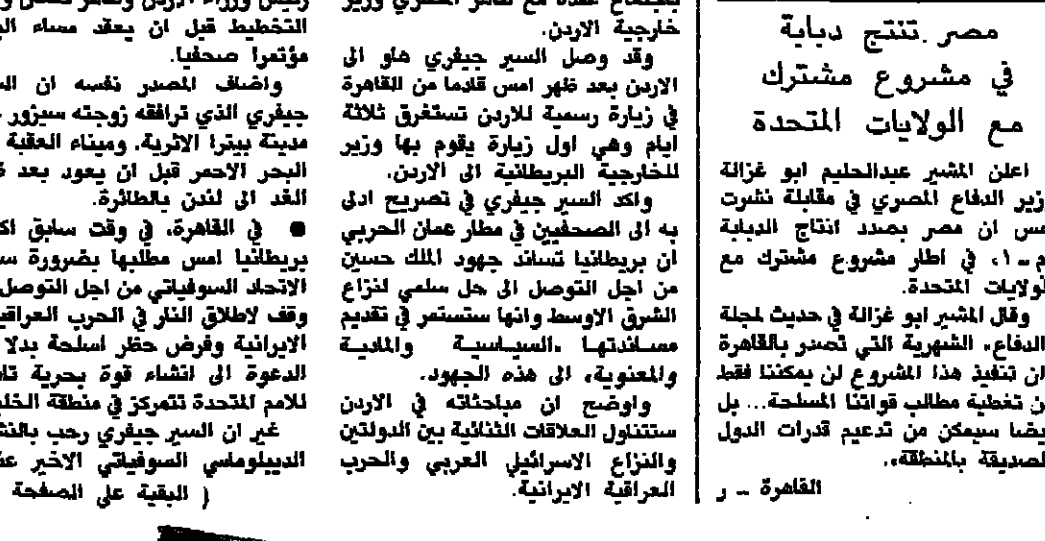 مصر تنتج دبابة
في مشروع مشترك
مع الولايات المتحدة
اعلن المشير عبدالحليم ابو غزالة
وزير الدفاع المصري في مقابلة نشرت
امس ان مصر بصدد انتاج الدبابة
م ـ ١، في اطار مشروع مشترك مع
الولايات المتحدة.
وقال المشير ابو غزالة في حديث لمجلة
الدفاع، الشهرية التي تصدر بالقاهرة
ان تنفيذ هذا المشروع لن يمكننا فقط
من تغطية مطالب قواتنا المسلحة... بل
ايضا سيمكن من تدعيم قدرات الدول
الصديقة بالمنطقة».
القاهرة ـ ر
خارجية الاردن.
وقد وصل السير جيفري هاو الى
الاردن بعد ظهر امس قادما من القاهرة
في زيارة رسمية للاردن تستغرق ثلاثة
ايام وهي اول زيارة يقوم بها وزير
للخارجية البريطانية الى الاردن.
واكد السير جيفري في تصريح ادلى
به الى الصحفيين في مطار عمان الحربي
ان بريطانيا تساند جهود الملك حسين
من اجل التوصل الى حل سلمي لنزاع
الشرق الاوسط وانها ستستمر في تقديم
مساندتها «السياسية والمادية
والمعنوية، الى هذه الجهود.
واوضح ان مباحثاته في الاردن
ستتناول العلاقات الثنائية بين الدولتين
والنزاع الاسرائيلي العربي والحرب
العراقية الايرانية.
التخطيط قبل ان يعقد مساء
مؤتمرا صحفيا.
واضاف المصدر نفسه ان
جيفري الذي ترافقه زوجته سيزور
مدينة بيترا الاثرية، وميناء العقبة
البحر الاحمر قبل ان يعود بعد
الغد الى لندن بالطائرة.
● في القاهرة، في وقت سابق
بريطانيا امس مطلبها بضرورة
الاتحاد السوفياتي من اجل التوصل
وقف لاطلاق النار في الحرب
الايرانية وفرض حظر اسلحة بدلا
الدعوة الى انشاء قوة بحرية
للامم المتحدة تتمركز في منطقة
غير ان السير جيفري رحب
الديبلوماسي السوفياتي الاخير
( البقية على الصفحة